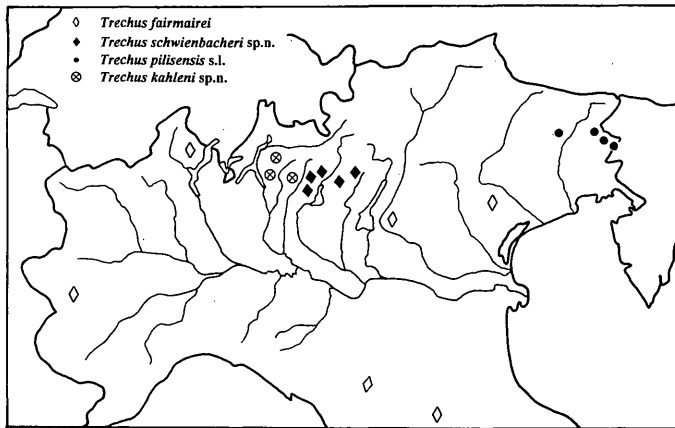 Trechus fairmairei
Trechus schwienbacheri sp.n.
Trechus pilisensis s.l.
Trechus kahleni sp.n.